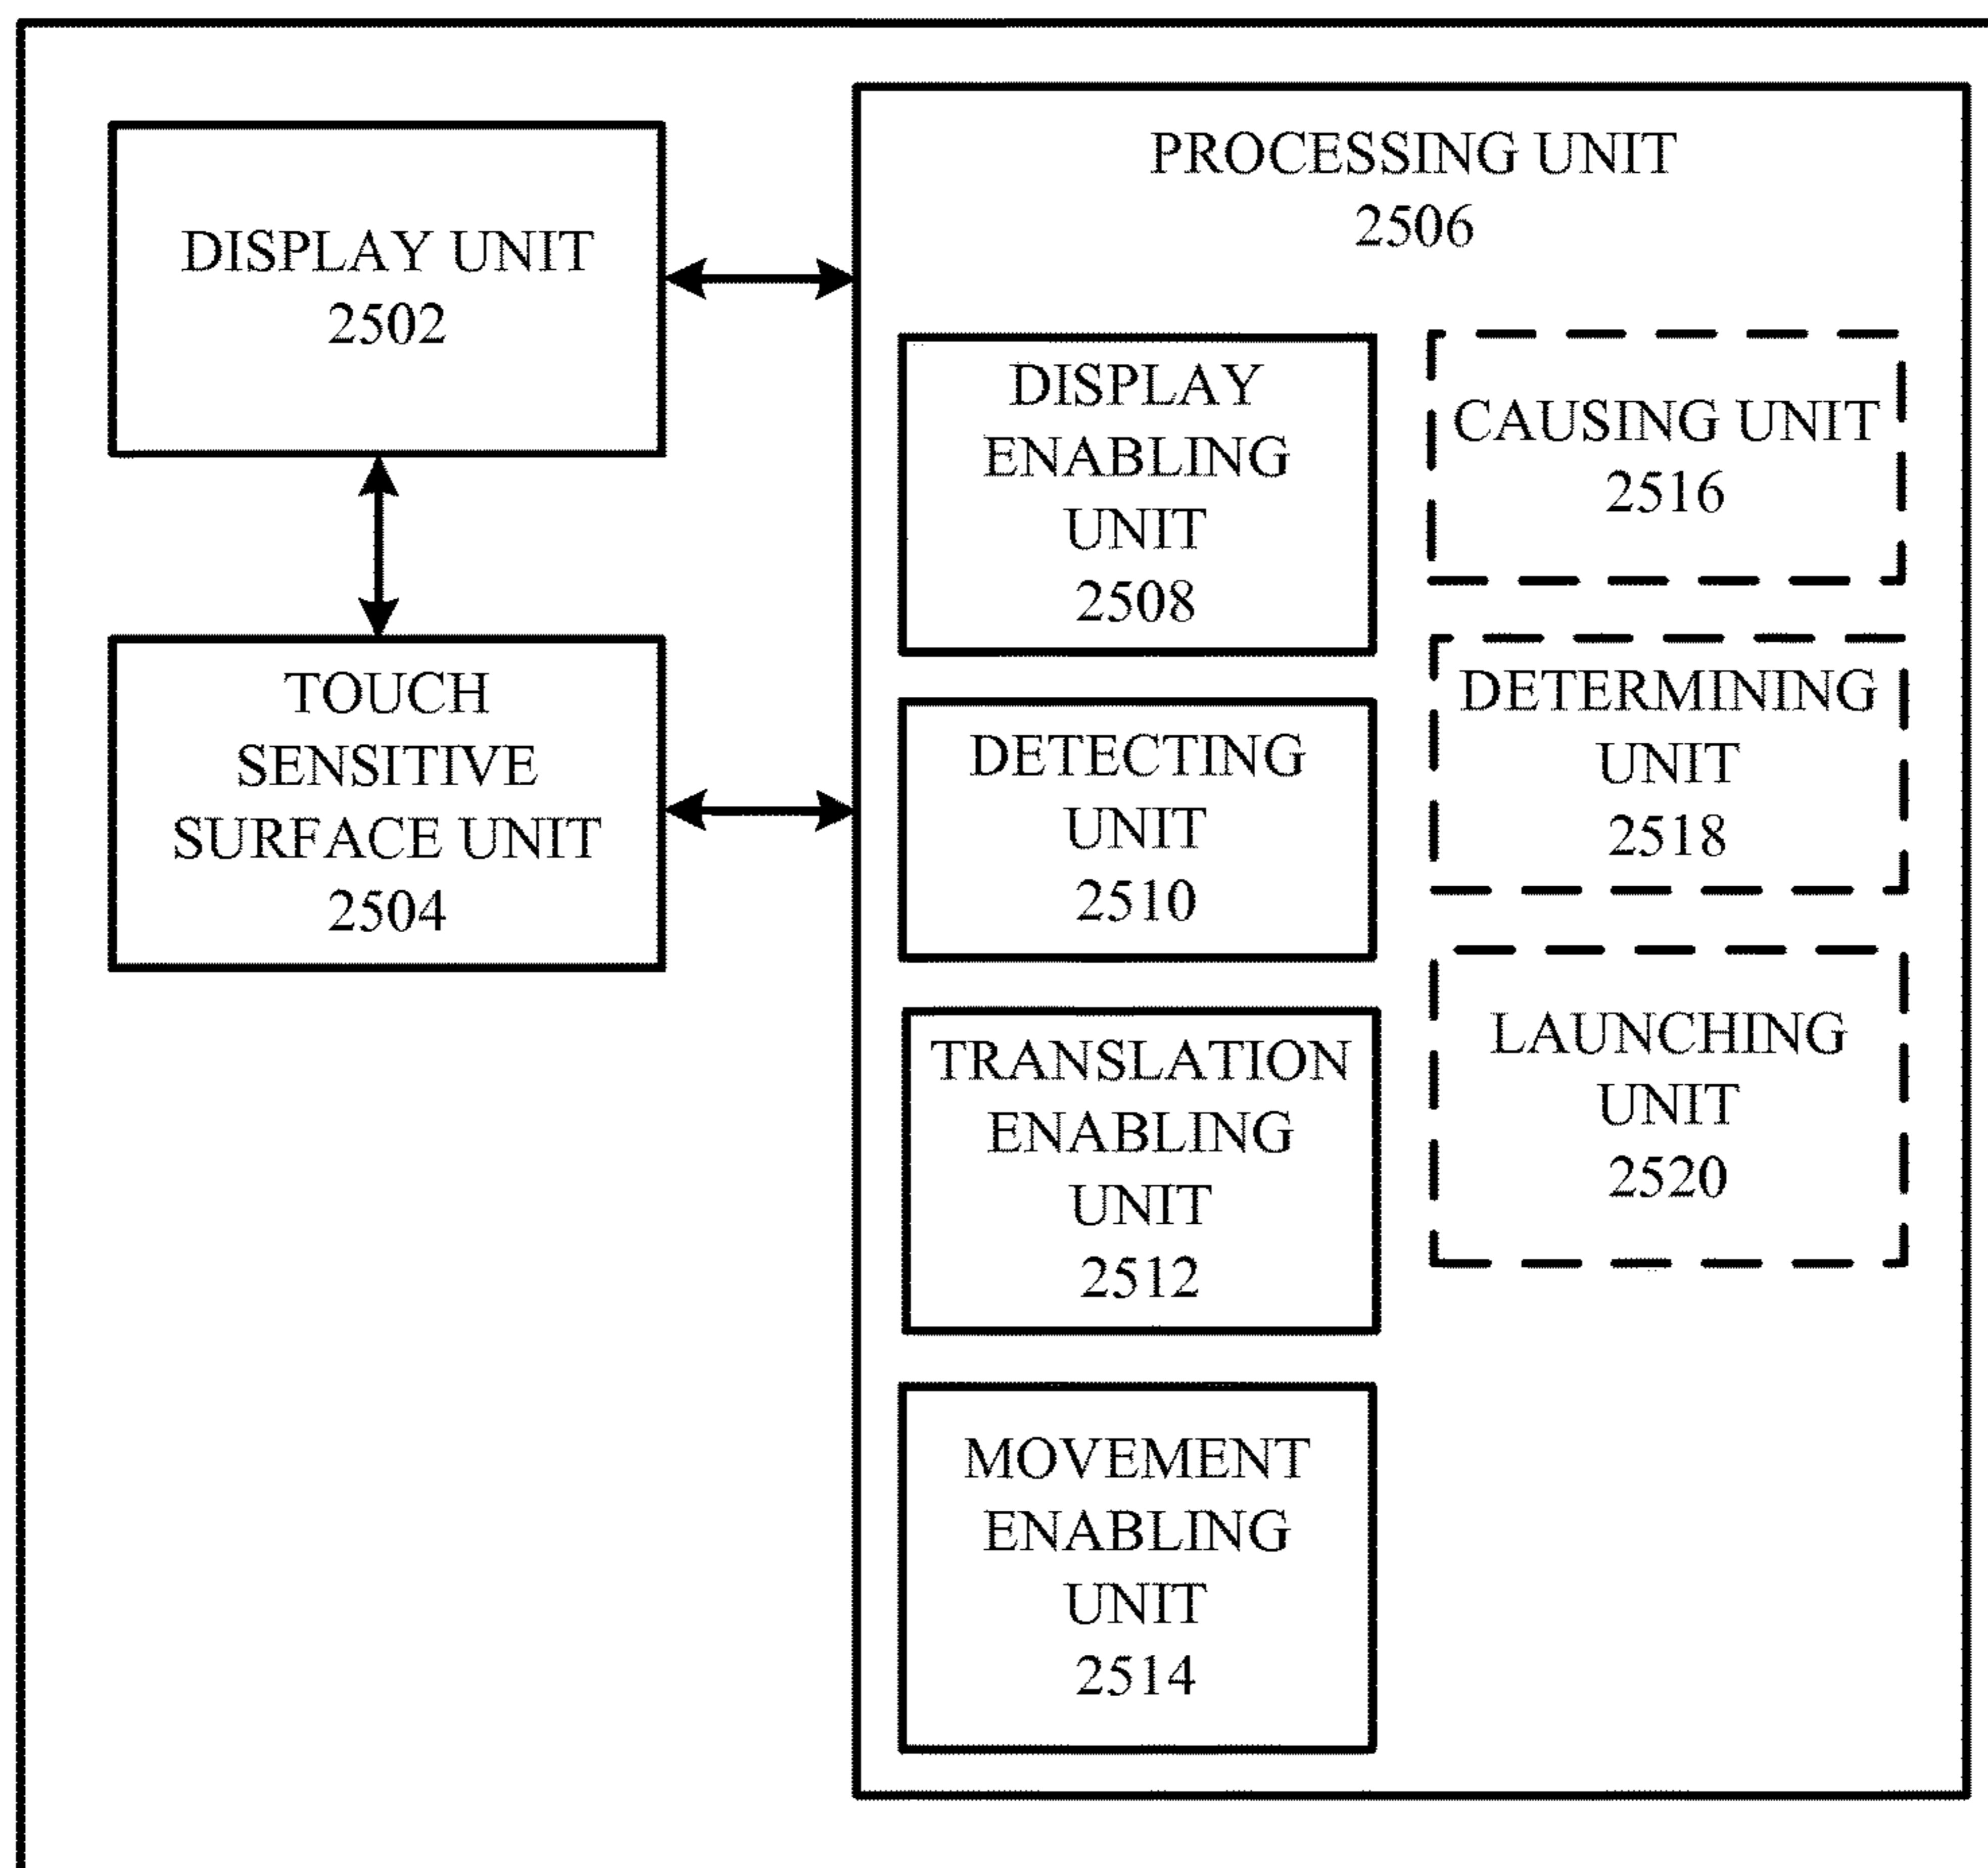 DISPLAY UNIT
2502
TOUCH
SENSITIVE
SURFACE UNIT
2504
PROCESSING UNIT
2506
DISPLAY
ENABLING
UNIT
2508
DETECTING
UNIT
2510
TRANSLATION
ENABLING
UNIT
2512
MOVEMENT
ENABLING
UNIT
2514
CAUSING UNIT
2516
DETERMINING
UNIT
2518
LAUNCHING
UNIT
2520